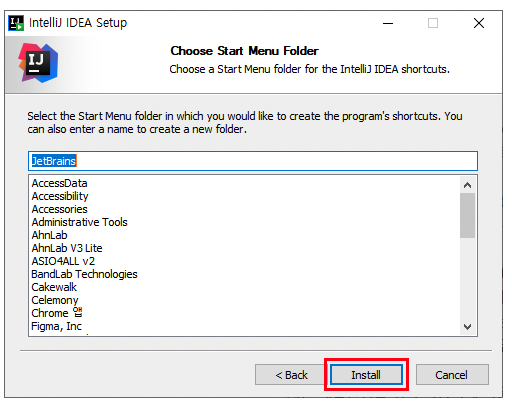 IntelliJ IDEA Setup
IJ
Choose Start Menu Folder
Choose a Start Menu folder for the IntelliJ IDEA shortcuts.
Select the Start Menu folder in which you would like to create the program's shortcuts. You
can also enter a name to create a new folder.
JetBrains
AccessData
Accessibility
Accessories
Administrative Tools
AhnLab
AhnLab V3 Lite
ASIO4ALL v2
BandLab Technologies
Cakewalk
Celemony
Chrome 앱
Figma, Inc
< Back
Install
Cancel